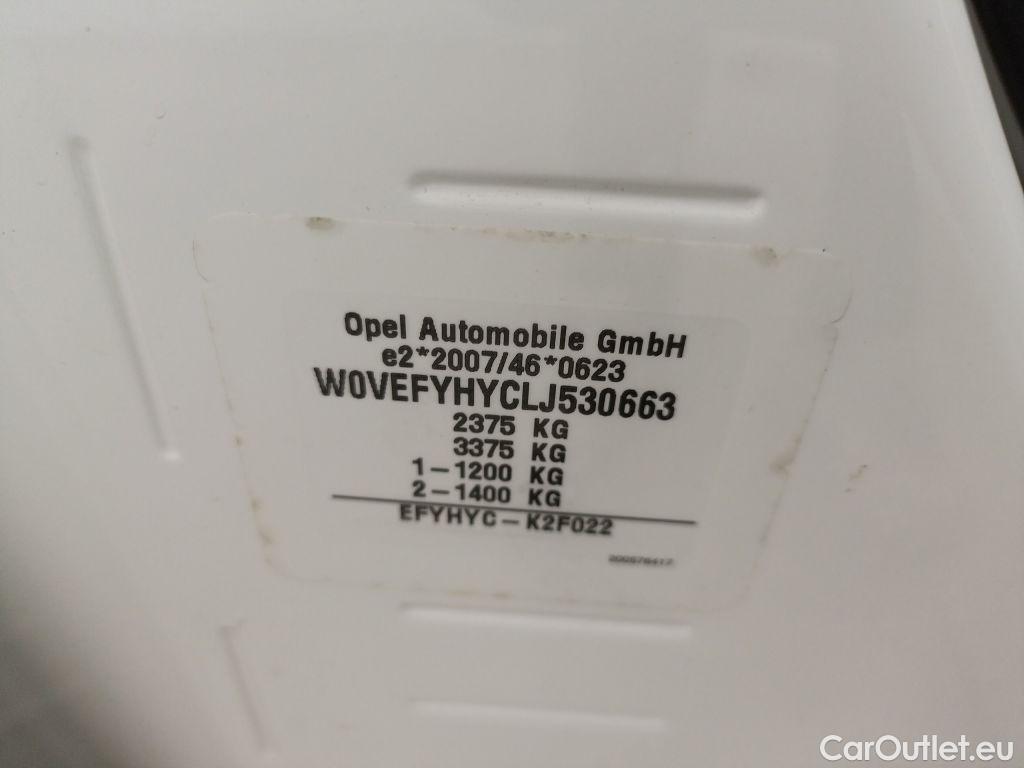 Opel Automobile GmbH
e2*2007/46*0623
W0VEFYHYCLJ530663
2375 KG
3375 KG
1-1200 KG
2-1400 KG
EFYHYC-K2F022
CarOutlet.eu